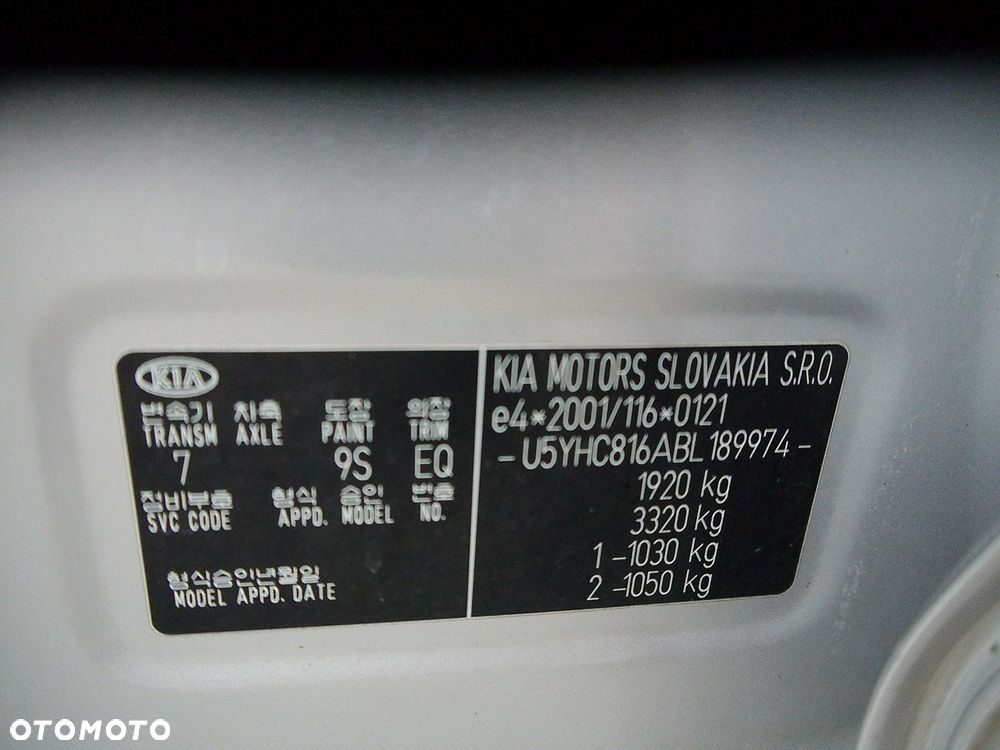 KIA
변속기 차축 도장 의장
TRANSM AXLE PAINT TRIM
7 9S EQ
정비부호 형식 승인 번호
SVC CODE APPD. MODEL NO.
형식승인년월일
MODEL APPD. DATE
KIA MOTORS SLOVAKIA S.R.O.
e4*2001/116*0121
- U5YHC816ABL189974 -
1920 kg
3320 kg
1 -1030 kg
2 -1050 kg
OTOMOTO